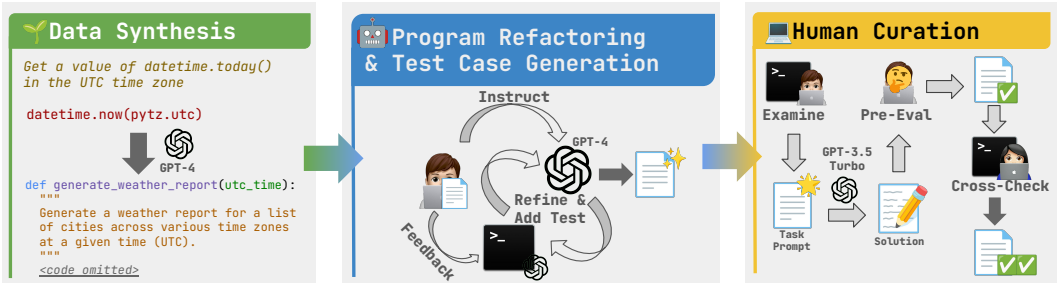 Data Synthesis
Get a value of datetime.today()
in the UTC time zone
datetime.now(pytz.utc)
GPT-4
def generate_weather_report(utc_time):
"""
Generate a weather report for a list
of cities across various time zones
at a given time (UTC).
"""
<code omitted>
Program Refactoring
& Test Case Generation
Instruct
GPT-4
Refine &
Add Test
>_
Feedback
Human Curation
>_
Examine
Pre-Eval
GPT-3.5
Turbo
>_
Cross-Check
Task
Prompt
Solution